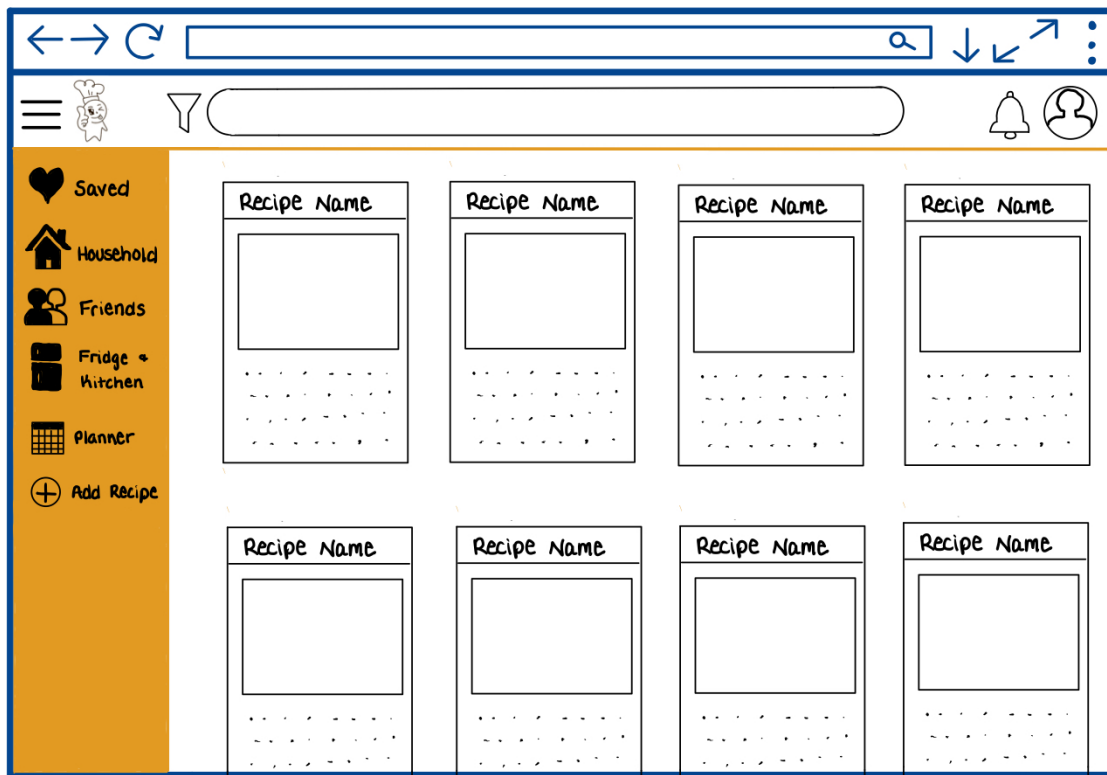 Saved
Household
Friends
Fridge &
Kitchen
Planner
Add Recipe
Recipe Name
Recipe Name
Recipe Name
Recipe Name
Recipe Name
Recipe Name
Recipe Name
Recipe Name